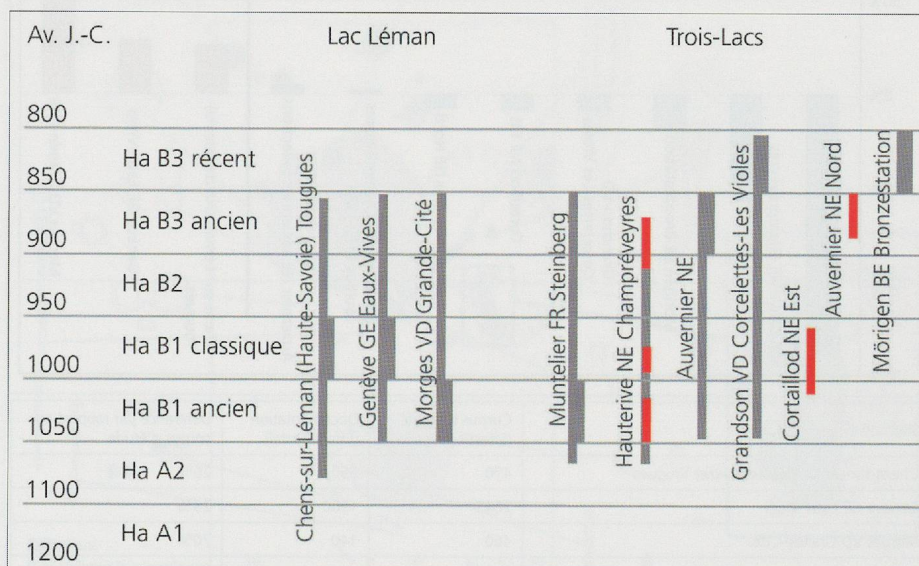 Av. J.-C.
Lac Léman
Trois-Lacs
800
Ha B3 récent
850
Ha B3 ancien
900
Ha B2
950
Ha B1 classique
1000
Ha B1 ancien
1050
Ha A2
1100
Ha A1
1200
Chens-sur-Léman (Haute-Savoie) Tougues
Genève GE Eaux-Vives
Morges VD Grande-Cité
Muntelier FR Steinberg
Hauterive NE Champréveyres
Auvernier NE
Grandson VD Corcelettes-Les Violes
Cortaillod NE Est
Auvernier NE Nord
Mörigen BE Bronzestation